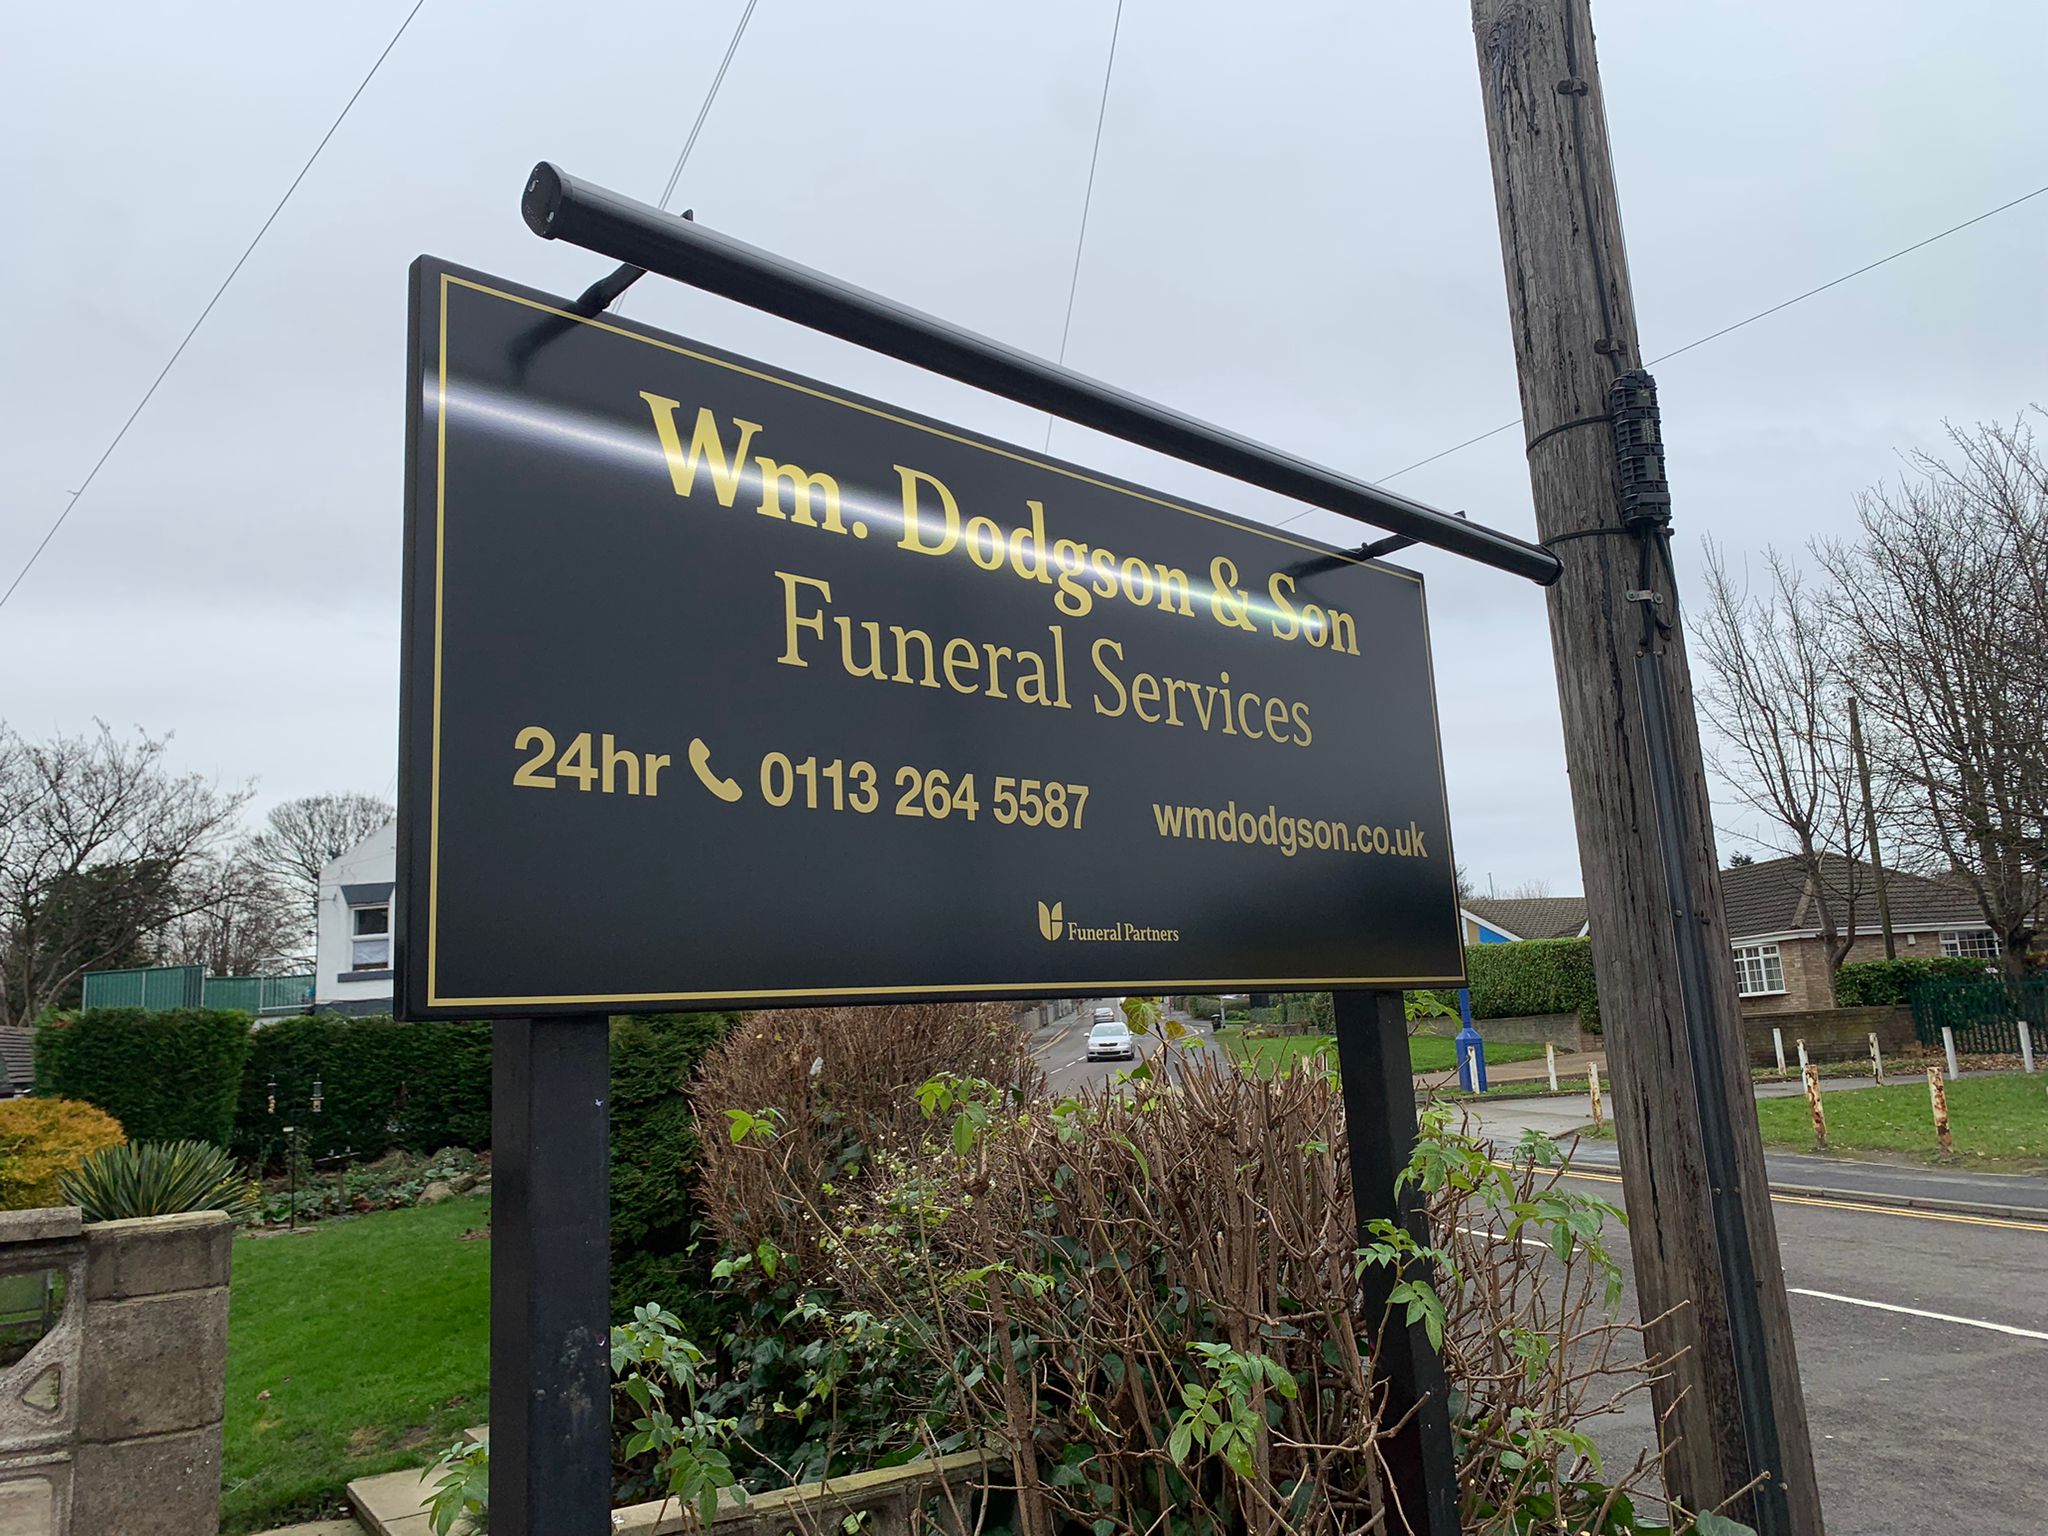 Wm. Dodgson & Son
Funeral Services
24hr 0113 264 5587 wmdodgson.co.uk
Funeral Partners